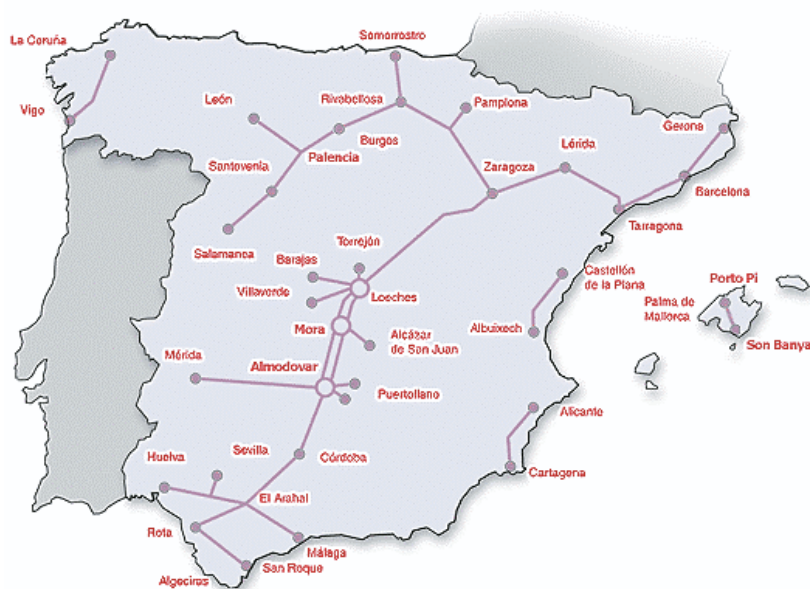 Somorrostro
La Coruña
León
Rivabellosa
Pamplona
Vigo
Burgos
Gerona
Palencia
Lérida
Santovenia
Zaragoza
Barcelona
Tarragona
Salamanca
Torrejón
Barajas
Castellón
de la Plana
Porto Pi
Villaverde
Loeches
Palma de
Mallorca
Mora
Albuixech
Alcázar
de San Juan
Son Banya
Mérida
Almodovar
Puertollano
Alicante
Sevilla
Huelva
Córdoba
Cartagena
El Arahal
Rota
Málaga
San Roque
Algeciras